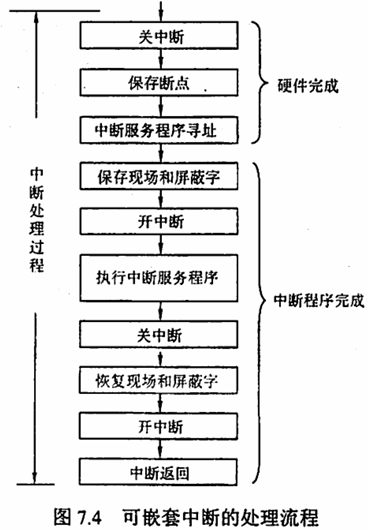 关中断
保存断点
硬件完成
中断服务程序寻址
保存现场和屏蔽字
开中断
中断处理过程
执行中断服务程序
中断程序完成
关中断
恢复现场和屏蔽字
开中断
中断返回
图 7.4 可嵌套中断的处理流程